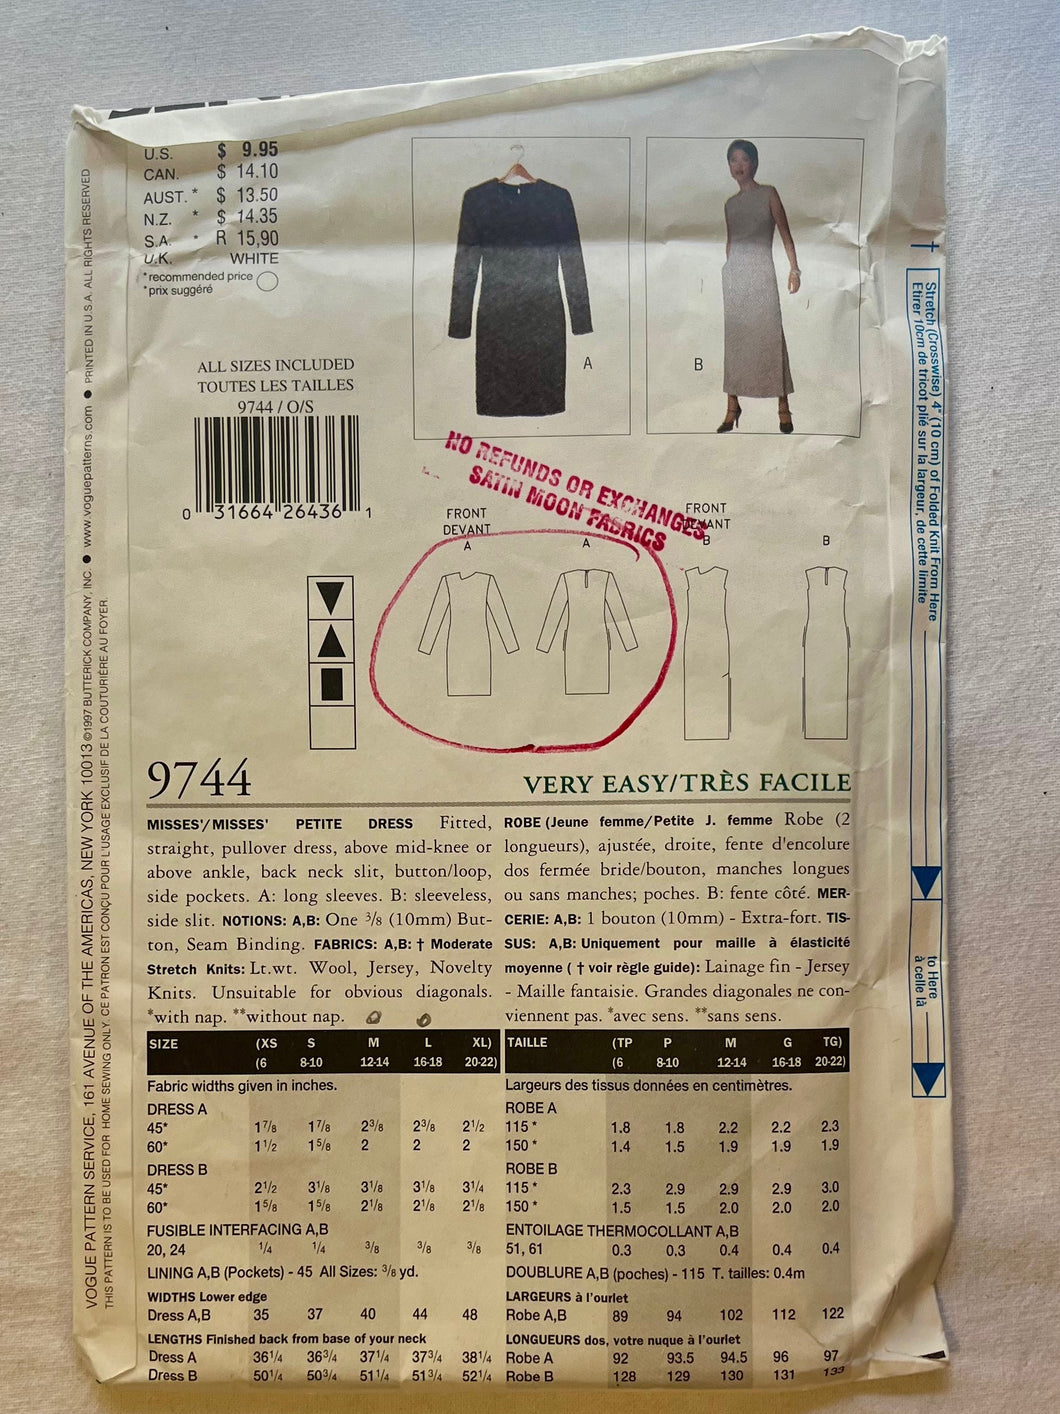 U.S. $ 9.95
CAN. $ 14.10
AUST. * $ 13.50
N.Z. * $ 14.35
S.A. * R 15,90
U.K. WHITE
*recommended price
*prix suggéré
ALL SIZES INCLUDED
TOUTES LES TAILLES
9744 / O/S
0 31664 26436 1
A
B
NO REFUNDS OR EXCHANGES
SATIN MOON FABRICS
FRONT
DEVANT
A
A
FRONT
DEVANT
B
B
9744
VERY EASY/TRÈS FACILE
MISSES'/MISSES' PETITE DRESS Fitted,
straight, pullover dress, above mid-knee or
above ankle, back neck slit, button/loop,
side pockets. A: long sleeves. B: sleeveless,
side slit. NOTIONS: A,B: One 3/8 (10mm) But-
ton, Seam Binding. FABRICS: A,B: † Moderate
Stretch Knits: Lt.wt. Wool, Jersey, Novelty
Knits. Unsuitable for obvious diagonals.
*with nap. **without nap.
ROBE (Jeune femme/Petite J. femme Robe (2
longueurs), ajustée, droite, fente d'encolure
dos fermée bride/bouton, manches longues
ou sans manches; poches. B: fente côté. MER-
CERIE: A,B: 1 bouton (10mm) - Extra-fort. TIS-
SUS: A,B: Uniquement pour maille à élasticité
moyenne ( † voir règle guide): Lainage fin - Jersey
- Maille fantaisie. Grandes diagonales ne con-
viennent pas. *avec sens. **sans sens.
SIZE (XS S M L XL)
(6 8-10 12-14 16-18 20-22)
Fabric widths given in inches.
DRESS A
45* 1 7/8 1 7/8 2 3/8 2 3/8 2 1/2
60* 1 1/2 1 5/8 2 2 2
DRESS B
45* 2 1/2 3 1/8 3 1/8 3 1/8 3 1/4
60* 1 5/8 1 5/8 2 1/8 2 1/8 2 1/8
FUSIBLE INTERFACING A,B
20, 24 1/4 1/4 3/8 3/8 3/8
LINING A,B (Pockets) - 45 All Sizes: 3/8 yd.
WIDTHS Lower edge
Dress A,B 35 37 40 44 48
LENGTHS Finished back from base of your neck
Dress A 36 1/4 36 3/4 37 1/4 37 3/4 38 1/4
Dress B 50 1/4 50 3/4 51 1/4 51 3/4 52 1/4
TAILLE (TP P M G TG)
(6 8-10 12-14 16-18 20-22)
Largeurs des tissus données en centimètres.
ROBE A
115 * 1.8 1.8 2.2 2.2 2.3
150 * 1.4 1.5 1.9 1.9 1.9
ROBE B
115 * 2.3 2.9 2.9 2.9 3.0
150 * 1.5 1.5 2.0 2.0 2.0
ENTOILAGE THERMOCOLLANT A,B
51, 61 0.3 0.3 0.4 0.4 0.4
DOUBLURE A,B (poches) - 115 T. tailles: 0.4m
LARGEURS à l'ourlet
Robe A,B 89 94 102 112 122
LONGUEURS dos, votre nuque à l'ourlet
Robe A 92 93.5 94.5 96 97
Robe B 128 129 130 131 133
VOGUE PATTERN SERVICE, 161 AVENUE OF THE AMERICAS, NEW YORK 10013 ©1997 BUTTERICK COMPANY, INC. ● www.voguepatterns.com ● PRINTED IN U.S.A. ALL RIGHTS RESERVED
THIS PATTERN IS TO BE USED FOR HOME SEWING ONLY. CE PATRON EST CONÇU POUR L'USAGE EXCLUSIF DE LA COUTURIÈRE AU FOYER.
†
Stretch (Crosswise) 4" (10 cm) of Folded Knit From Here
Etirer 10cm de tricot plié sur la largeur, de cette limite
to Here
à celle là